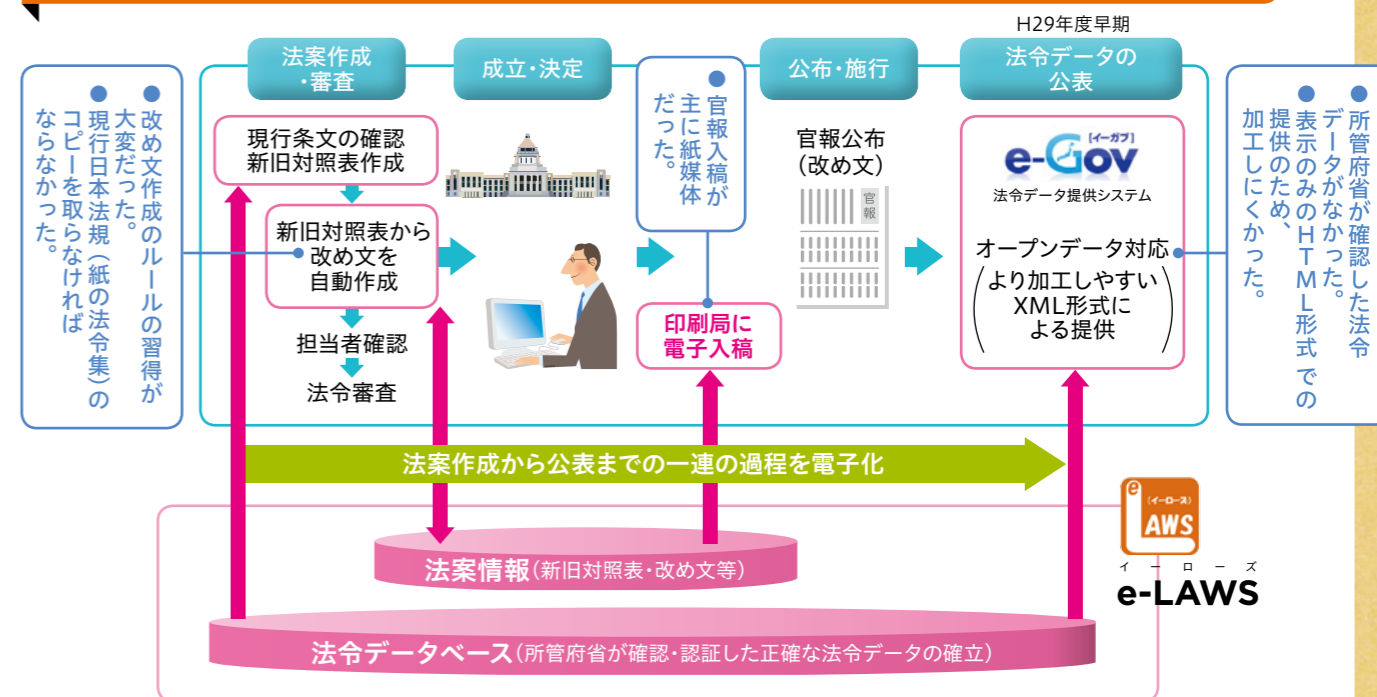 H29年度早期
法案作成
・審査
成立・決定
公布・施行
法令データの
公表
● 改め文作成のルールの習得が
大変だった。
● 現行日本法規（紙の法令集）の
コピーを取らなければ
ならなかった。
現行条文の確認
新旧対照表作成
新旧対照表から
改め文を
自動作成
担当者確認
法令審査
● 官報入稿が
主に紙媒体
だった。
印刷局に
電子入稿
官報公布
（改め文）
官報
[イーガブ]
e-Gov
法令データ提供システム
オープンデータ対応
（より加工しやすい
XML形式に
よる提供）
● 所管府省が確認した法令
データがなかった。
● 表示のみのHTML形式での
提供のため、
加工しにくかった。
法案作成から公表までの一連の過程を電子化
法案情報（新旧対照表・改め文等）
法令データベース（所管府省が確認・認証した正確な法令データの確立）
e
(イーローズ)
LAWS
イーローズ
e-LAWS